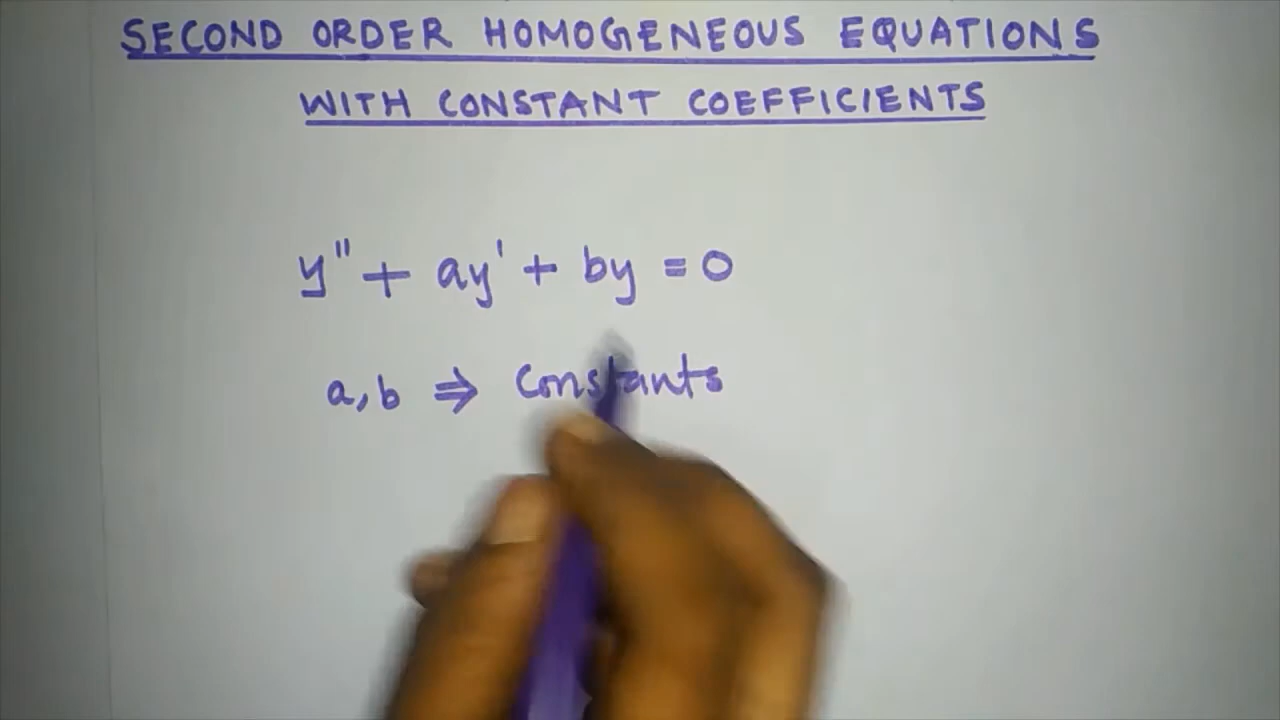 SECOND ORDER HOMOGENEOUS EQUATIONS
WITH CONSTANT COEFFICIENTS
y" + ay' + by = 0
a, b ⇒ Constants